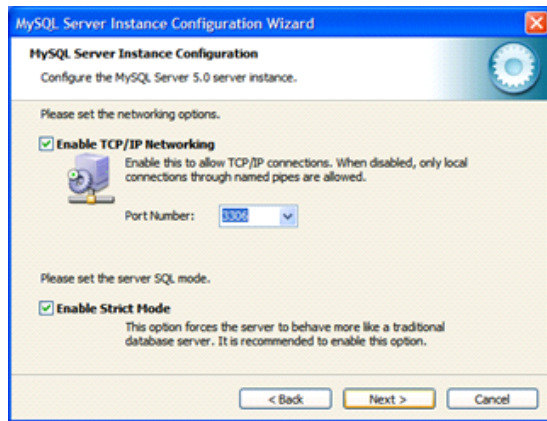 MySQL Server Instance Configuration Wizard
MySQL Server Instance Configuration
Configure the MySQL Server 5.0 server instance.
Please set the networking options.
Enable TCP/IP Networking
Enable this to allow TCP/IP connections. When disabled, only local
connections through named pipes are allowed.
Port Number: 3306
Please set the server SQL mode.
Enable Strict Mode
This option forces the server to behave more like a traditional
database server. It is recommended to enable this option.
< Back Next > Cancel